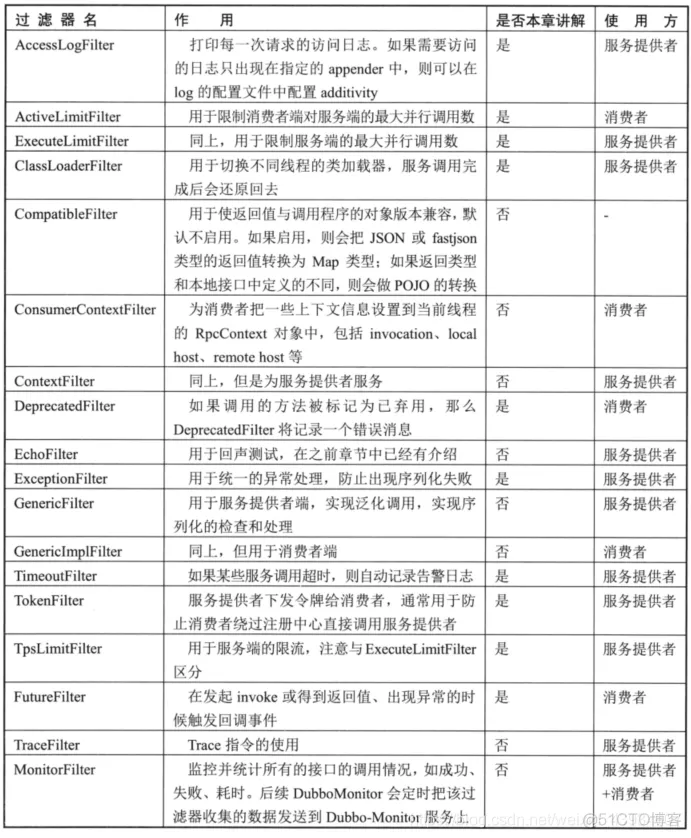 过滤器名 作用 是否本章讲解 使用方
AccessLogFilter 打印每一次请求的访问日志。如果需要访问 是 服务提供者
的日志只出现在指定的 appender 中，则可以在
log 的配置文件中配置 additivity
ActiveLimitFilter 用于限制消费者端对服务端的最大并行调用数 是 消费者
ExecuteLimitFilter 同上，用于限制服务端的最大并行调用数 是 服务提供者
ClassLoaderFilter 用于切换不同线程的类加载器，服务调用完 是 服务提供者
成后会还原回去
CompatibleFilter 用于使返回值与调用程序的对象版本兼容，默 否 -
认不启用。如果启用，则会把 JSON 或 fastjson
类型的返回值转换为 Map 类型；如果返回类型
和本地接口中定义的不同，则会做 POJO 的转换
ConsumerContextFilter 为消费者把一些上下文信息设置到当前线程 否 消费者
的 RpcContext 对象中，包括 invocation、local
host、remote host 等
ContextFilter 同上，但是为服务提供者服务 否 服务提供者
DeprecatedFilter 如果调用的方法被标记为已弃用，那么 是 消费者
DeprecatedFilter 将记录一个错误消息
EchoFilter 用于回声测试，在之前章节中已经有介绍 否 服务提供者
ExceptionFilter 用于统一的异常处理，防止出现序列化失败 是 服务提供者
GenericFilter 用于服务提供者端，实现泛化调用，实现序 否 服务提供者
列化的检查和处理
GenericImplFilter 同上，但用于消费者端 否 消费者
TimeoutFilter 如果某些服务调用超时，则自动记录告警日志 是 服务提供者
TokenFilter 服务提供者下发令牌给消费者，通常用于防 是 服务提供者
止消费者绕过注册中心直接调用服务提供者
TpsLimitFilter 用于服务端的限流，注意与 ExecuteLimitFilter 是 服务提供者
区分
FutureFilter 在发起 invoke 或得到返回值、出现异常的时 是 消费者
候触发回调事件
TraceFilter Trace 指令的使用 否 服务提供者
MonitorFilter 监控并统计所有的接口的调用情况，如成功、 否 服务提供者
失败、耗时。后续 DubboMonitor 会定时把该过 +消费者
滤器收集的数据发送到 Dubbo-Monitor 服务上
@51CTO博客